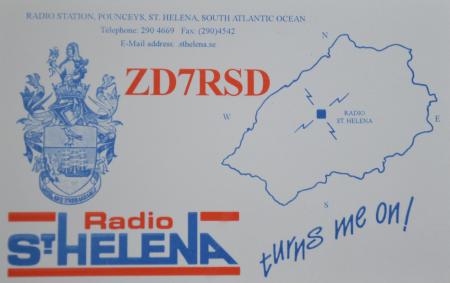 RADIO STATION, POUNCEYS, ST. HELENA, SOUTH ATLANTIC OCEAN
Telephone: 290 4669 Fax: (290)4542
E-Mail address: .sthelena.se
ZD7RSD
N
W
E
S
RADIO
ST. HELENA
Radio
ST HELENA
turns me on!